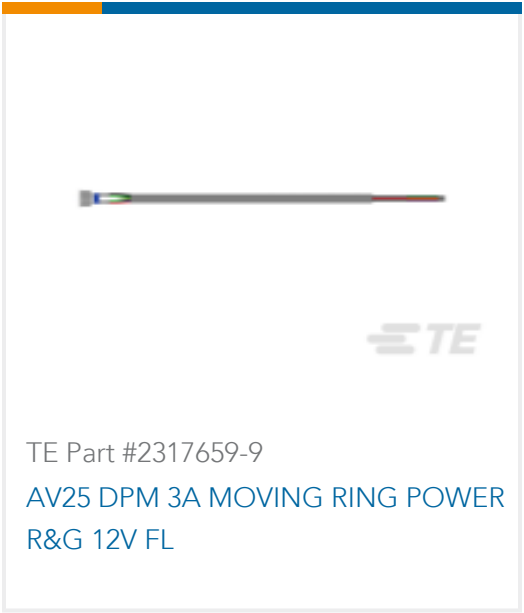 TE
TE Part #2317659-9
AV25 DPM 3A MOVING RING POWER
R&G 12V FL